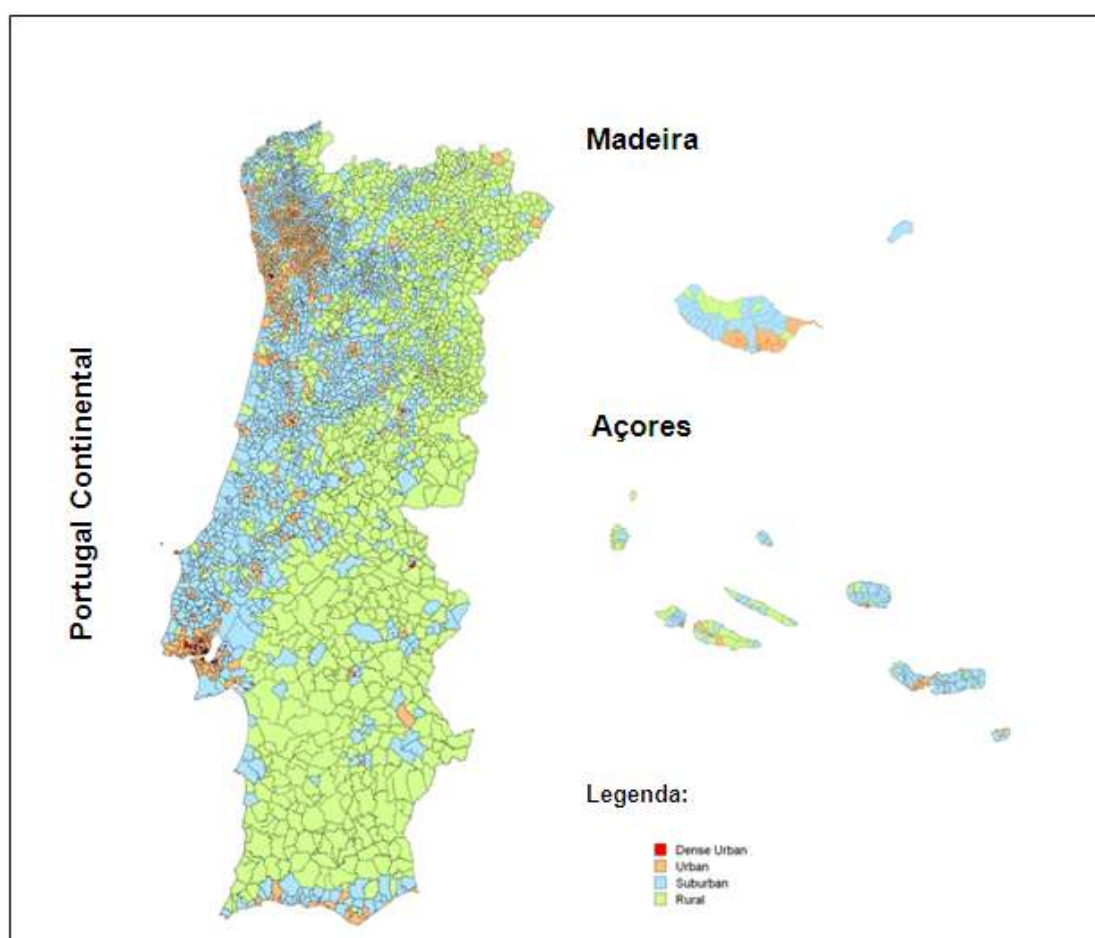 Portugal Continental
Madeira
Açores
Legenda:
Dense Urban
Urban
Suburban
Rural